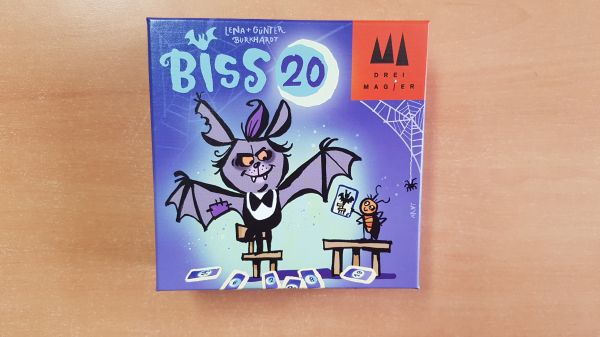 LENA + GÜNTER
BURKHARDT
BISS 20
DREI
MAGIER